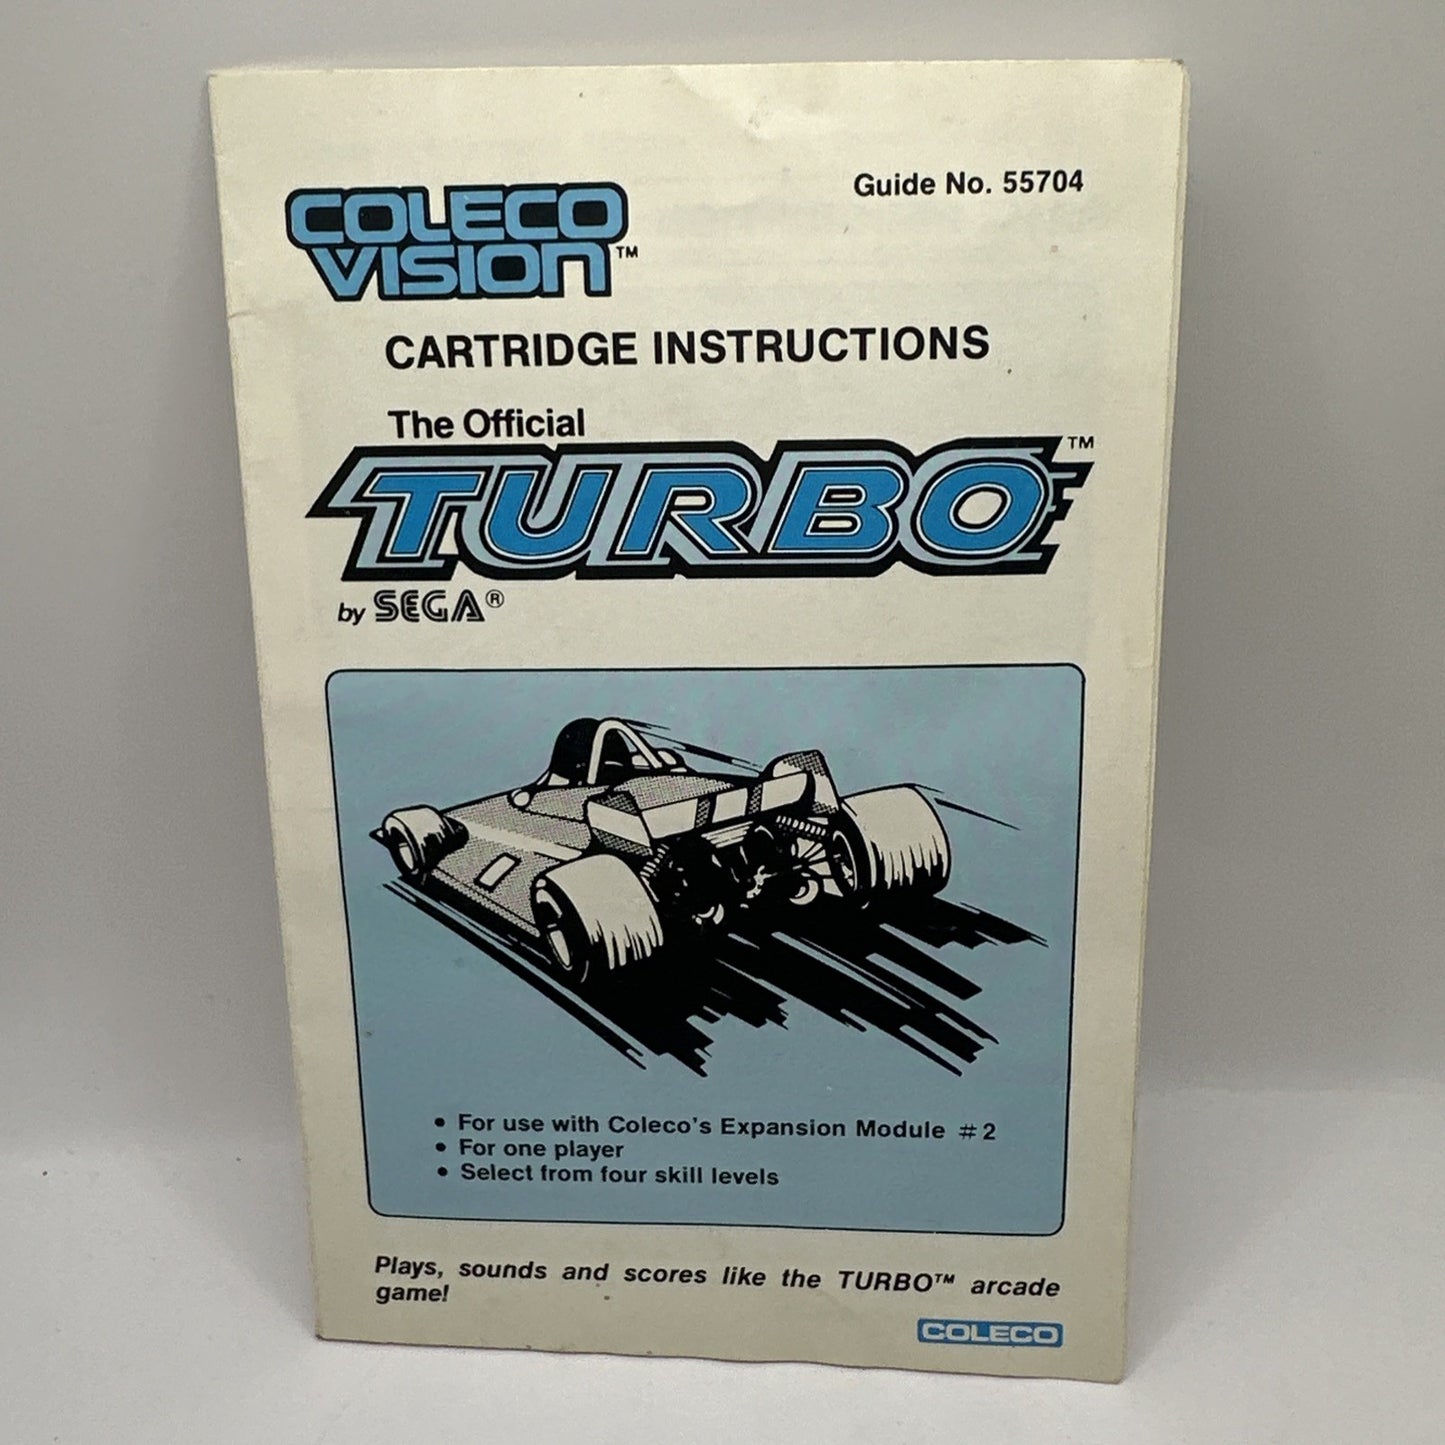 Guide No. 55704
COLECO
VISION™
CARTRIDGE INSTRUCTIONS
The Official
TURBO™
by SEGA®
• For use with Coleco's Expansion Module #2
• For one player
• Select from four skill levels
Plays, sounds and scores like the TURBO™ arcade
game!
COLECO